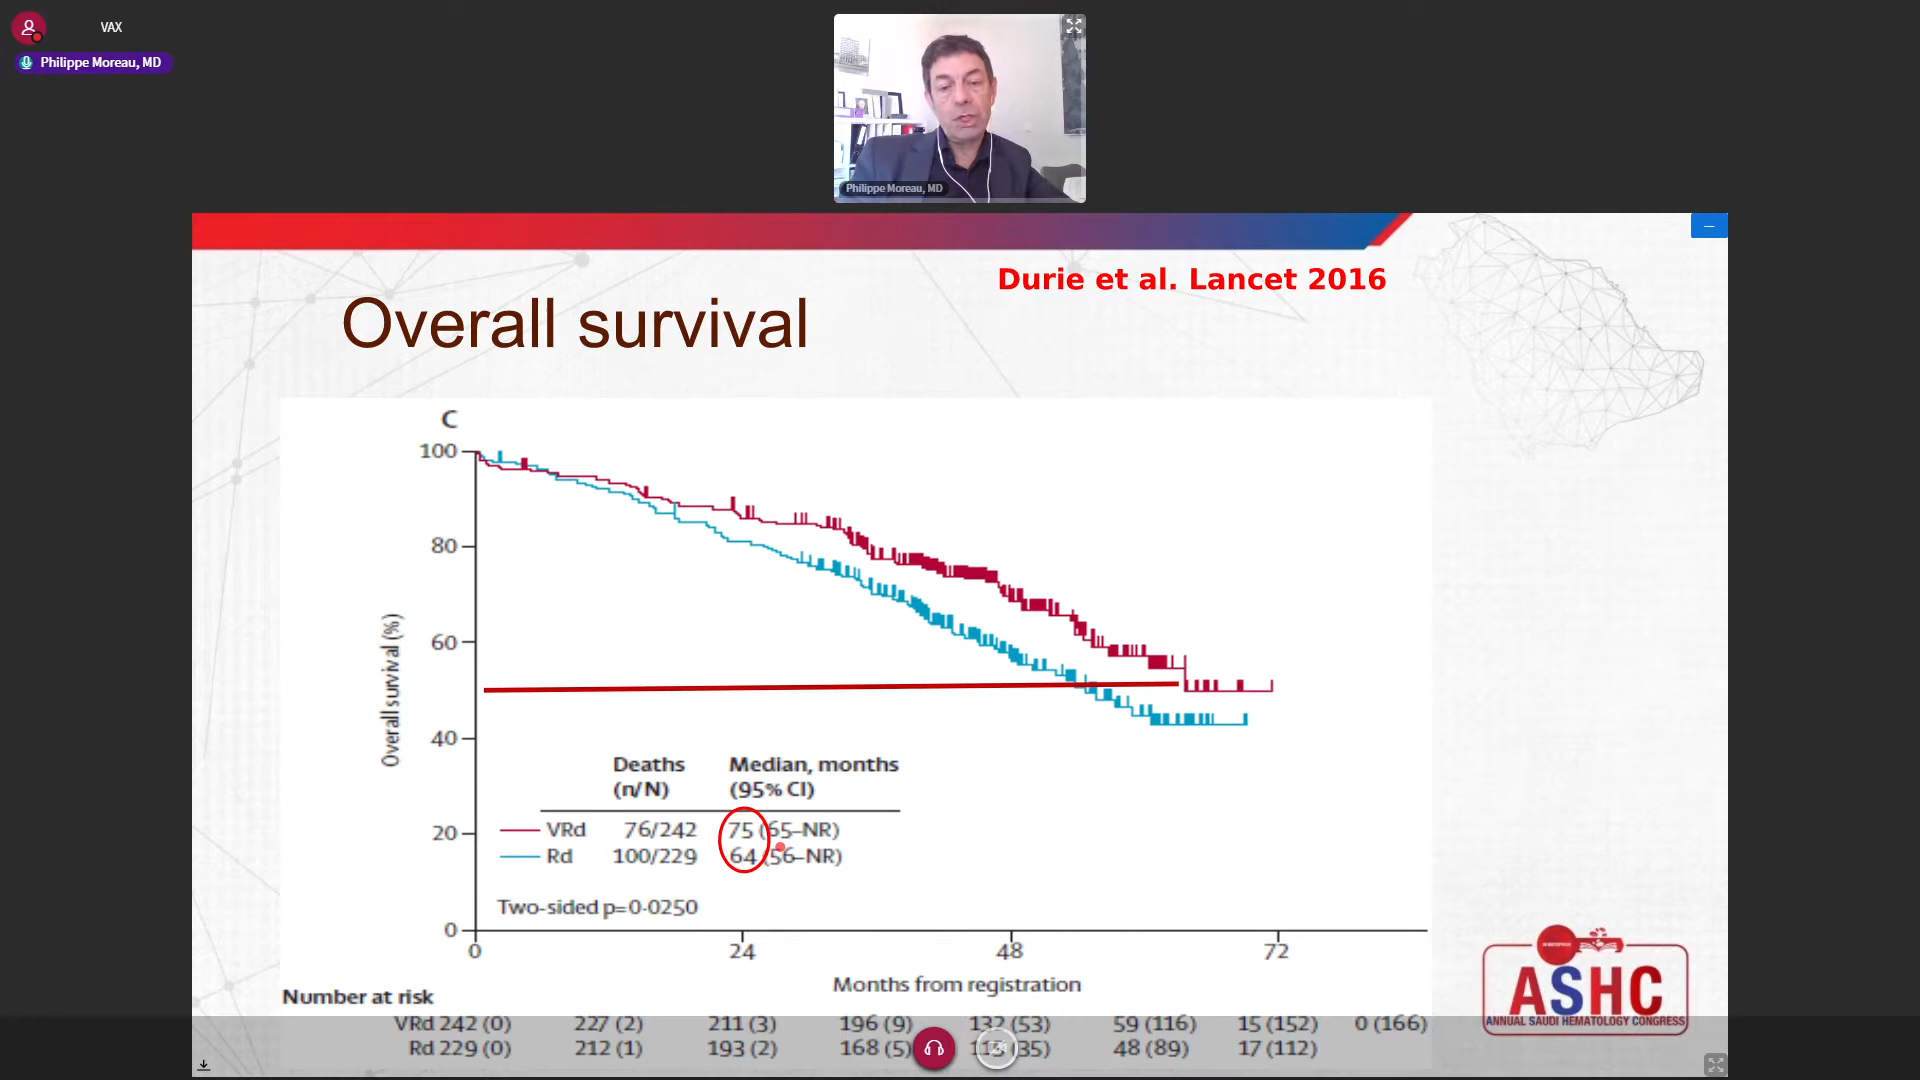 VAX
Philippe Moreau, MD
Philippe Moreau, MD
Durie et al. Lancet 2016
Overall survival
C
100
80
60
40
20
0
Overall survival (%)
Deaths (n/N) Median, months (95% CI)
VRd 76/242 75 (65–NR)
Rd 100/229 64 (56–NR)
Two-sided p=0·0250
0 24 48 72
Months from registration
Number at risk
VRd 242 (0) 227 (2) 211 (3) 196 (9) 132 (53) 59 (116) 15 (152) 0 (166)
Rd 229 (0) 212 (1) 193 (2) 168 (5) (35) 48 (89) 17 (112)
ASHC
ANNUAL SAUDI HEMATOLOGY CONGRESS